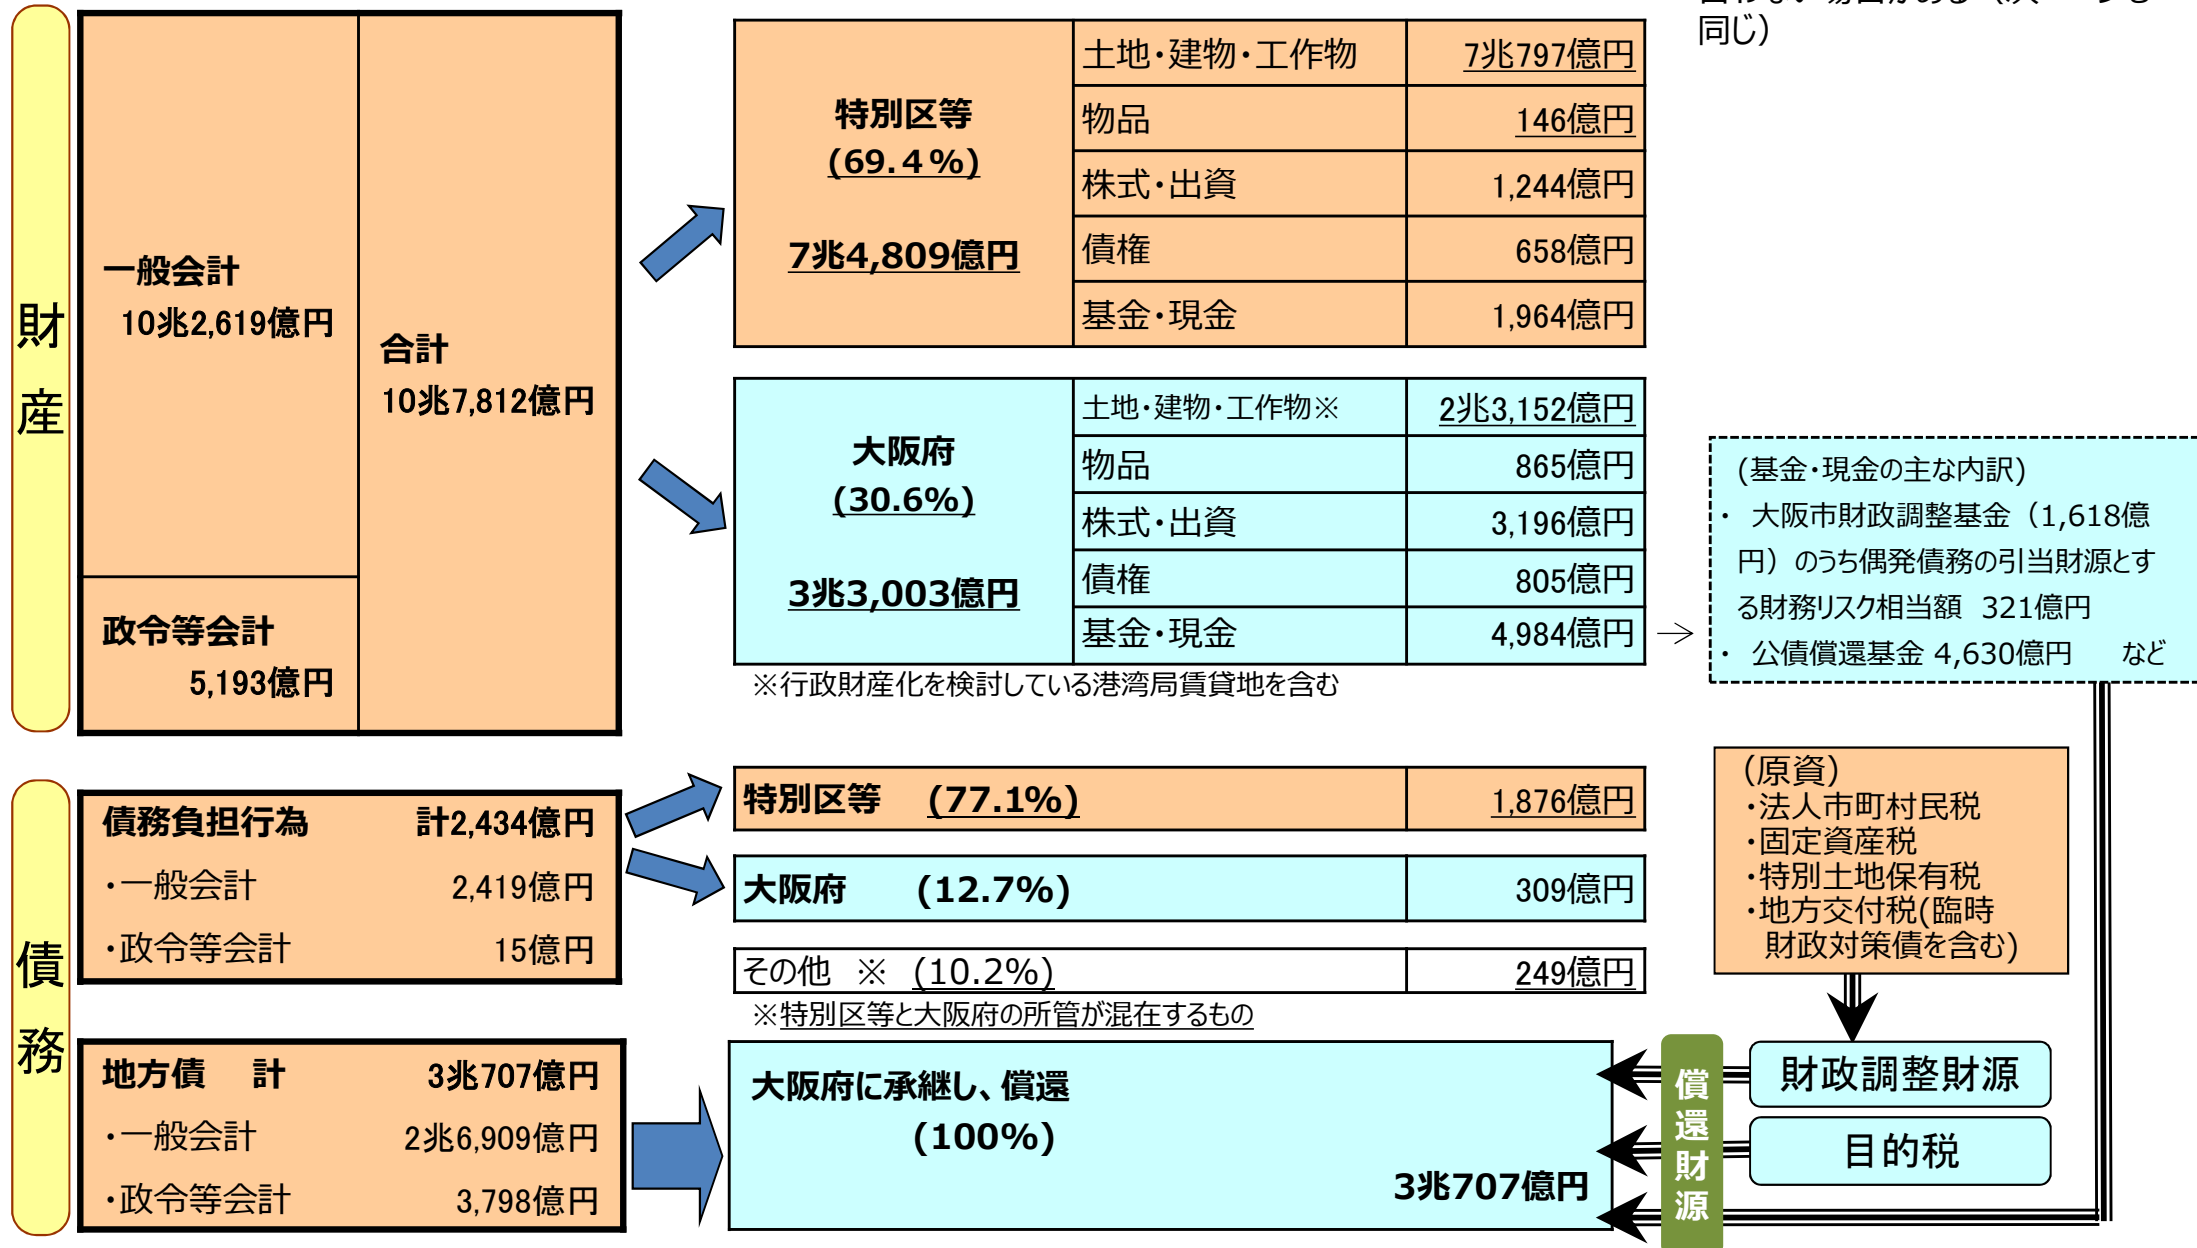 同じ）
財産
一般会計
10兆2,619億円
政令等会計
5,193億円
合計
10兆7,812億円
特別区等
(69.4%)
7兆4,809億円
土地・建物・工作物 7兆797億円
物品 146億円
株式・出資 1,244億円
債権 658億円
基金・現金 1,964億円
大阪府
(30.6%)
3兆3,003億円
土地・建物・工作物※ 2兆3,152億円
物品 865億円
株式・出資 3,196億円
債権 805億円
基金・現金 4,984億円
※行政財産化を検討している港湾局賃貸地を含む
(基金・現金の主な内訳)
・ 大阪市財政調整基金（1,618億
円）のうち偶発債務の引当財源とす
る財務リスク相当額 321億円
・ 公債償還基金 4,630億円 など
債務
債務負担行為 計2,434億円
・一般会計 2,419億円
・政令等会計 15億円
特別区等 (77.1%) 1,876億円
大阪府 (12.7%) 309億円
その他 ※ (10.2%) 249億円
※特別区等と大阪府の所管が混在するもの
地方債 計 3兆707億円
・一般会計 2兆6,909億円
・政令等会計 3,798億円
大阪府に承継し、償還
(100%)
3兆707億円
(原資)
・法人市町村民税
・固定資産税
・特別土地保有税
・地方交付税(臨時
財政対策債を含む)
償還財源
財政調整財源
目的税